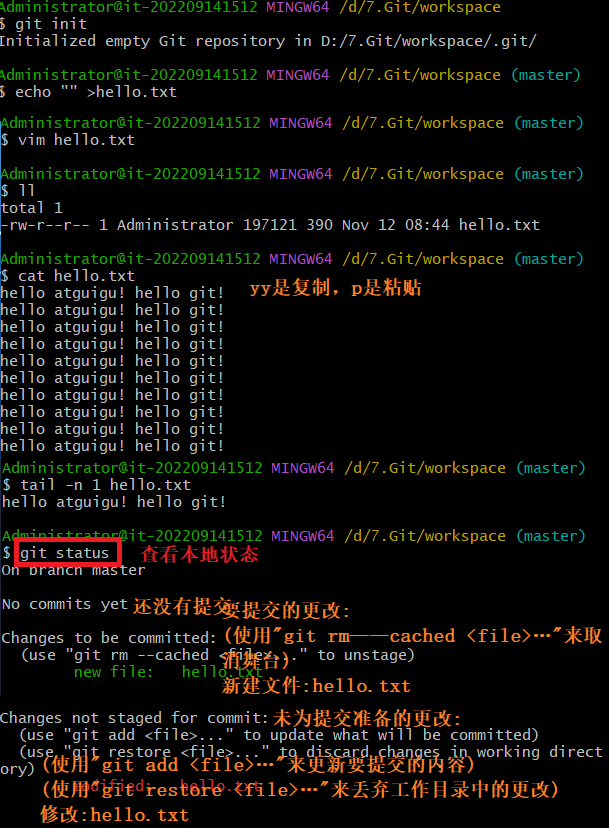 Administrator@it-202209141512 MINGW64 /d/7.Git/workspace
$ git init
Initialized empty Git repository in D:/7.Git/workspace/.git/
Administrator@it-202209141512 MINGW64 /d/7.Git/workspace (master)
$ echo "" >hello.txt
Administrator@it-202209141512 MINGW64 /d/7.Git/workspace (master)
$ vim hello.txt
Administrator@it-202209141512 MINGW64 /d/7.Git/workspace (master)
$ ll
total 1
-rw-r--r-- 1 Administrator 197121 390 Nov 12 08:44 hello.txt
Administrator@it-202209141512 MINGW64 /d/7.Git/workspace (master)
$ cat hello.txt
hello atguigu! hello git! yy是复制，p是粘贴
hello atguigu! hello git!
hello atguigu! hello git!
hello atguigu! hello git!
hello atguigu! hello git!
hello atguigu! hello git!
hello atguigu! hello git!
hello atguigu! hello git!
hello atguigu! hello git!
hello atguigu! hello git!
Administrator@it-202209141512 MINGW64 /d/7.Git/workspace (master)
$ tail -n 1 hello.txt
hello atguigu! hello git!
Administrator@it-202209141512 MINGW64 /d/7.Git/workspace (master)
$ git status 查看本地状态
On branch master
No commits yet 还没有提交
要提交的更改:
Changes to be committed: (使用"git rm——cached <file>…"来取
消舞台)
(use "git rm --cached <file>..." to unstage)
new file: hello.txt
新建文件:hello.txt
Changes not staged for commit: 未为提交准备的更改:
(use "git add <file>..." to update what will be committed)
(use "git restore <file>..." to discard changes in working direct
ory) (使用"git add <file>…"来更新要提交的内容)
modified: hello.txt
(使用"git restore <file>…"来丢弃工作目录中的更改)
修改:hello.txt